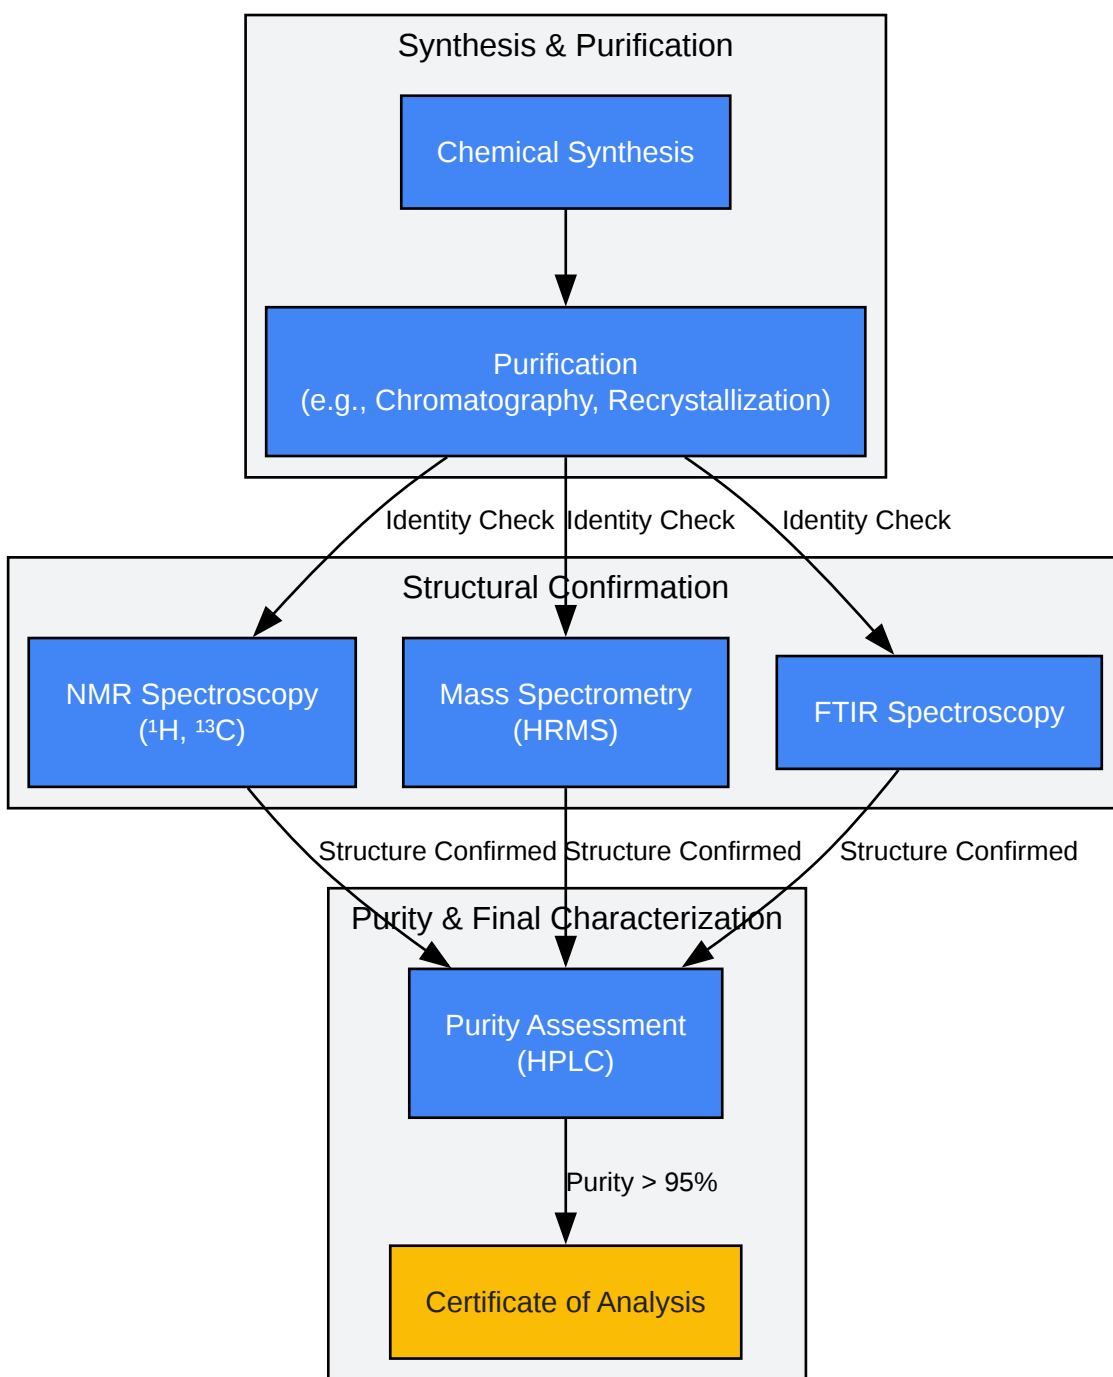 Synthesis & Purification
Chemical Synthesis
Purification
(e.g., Chromatography, Recrystallization)
Identity Check
Identity Check
Identity Check
Structural Confirmation
NMR Spectroscopy
(¹H, ¹³C)
Mass Spectrometry
(HRMS)
FTIR Spectroscopy
Structure Confirmed
Structure Confirmed
Structure Confirmed
Purity & Final Characterization
Purity Assessment
(HPLC)
Purity > 95%
Certificate of Analysis